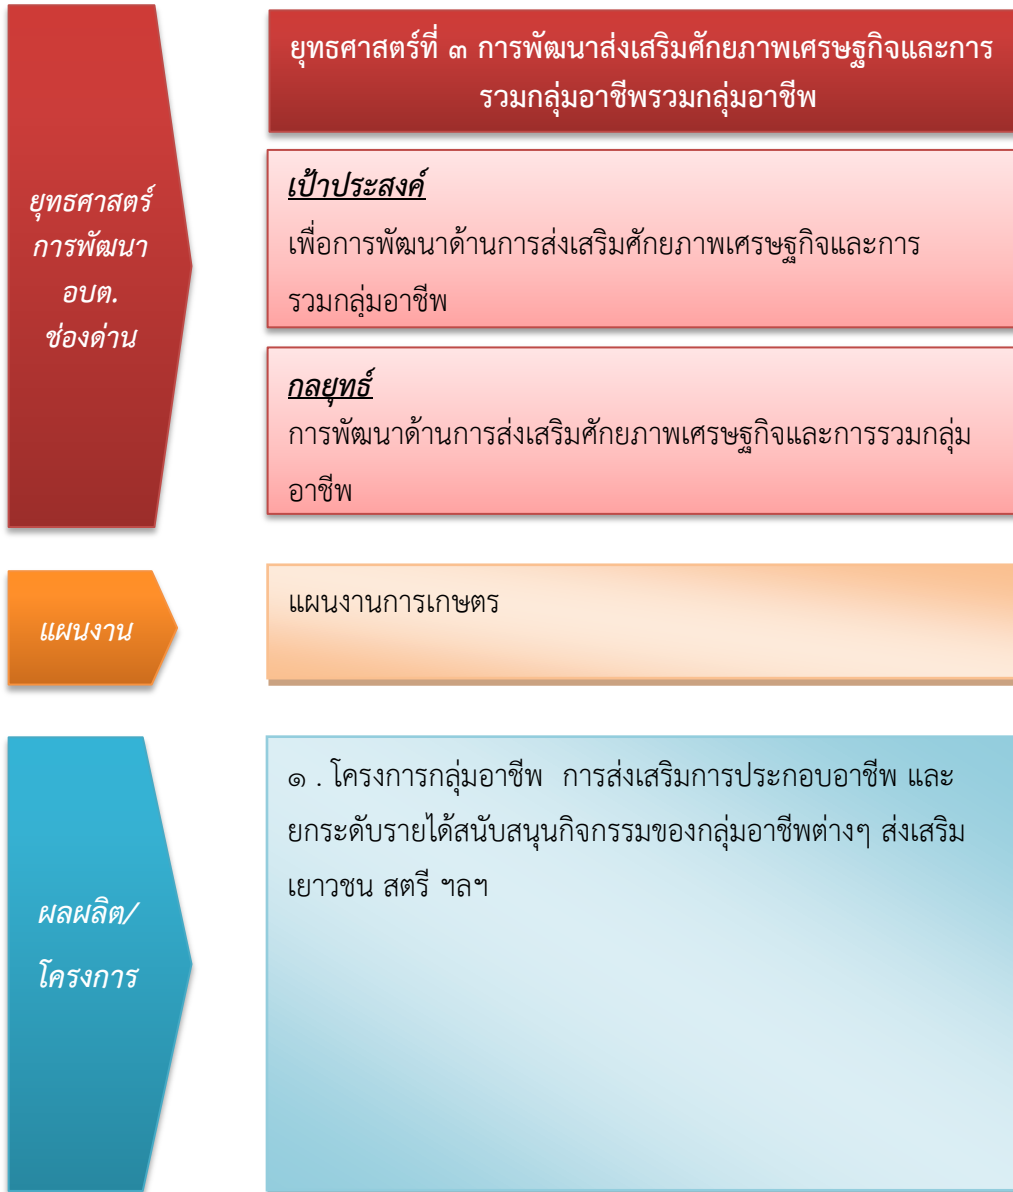 ยุทธศาสตร์
การพัฒนา
อบต.
ช่องด่าน
ยุทธศาสตร์ที่ ๓ การพัฒนาส่งเสริมศักยภาพเศรษฐกิจและการ
รวมกลุ่มอาชีพรวมกลุ่มอาชีพ
เป้าประสงค์
เพื่อการพัฒนาด้านการส่งเสริมศักยภาพเศรษฐกิจและการ
รวมกลุ่มอาชีพ
กลยุทธ์
การพัฒนาด้านการส่งเสริมศักยภาพเศรษฐกิจและการรวมกลุ่ม
อาชีพ
แผนงาน
แผนงานการเกษตร
ผลผลิต/
โครงการ
๑ . โครงการกลุ่มอาชีพ  การส่งเสริมการประกอบอาชีพ และ
ยกระดับรายได้สนับสนุนกิจกรรมของกลุ่มอาชีพต่างๆ ส่งเสริม
เยาวชน สตรี ฯลฯ